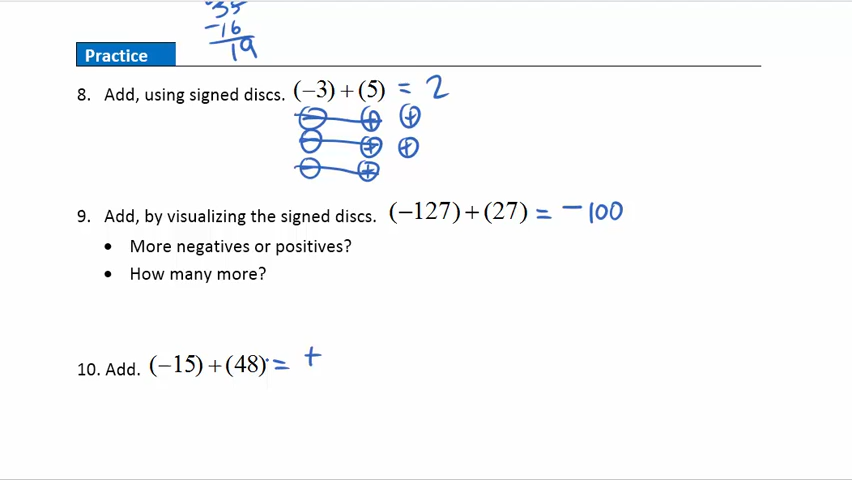 35
-16
19
Practice
8. Add, using signed discs. (−3) + (5) = 2
9. Add, by visualizing the signed discs. (−127) + (27) = −100
• More negatives or positives?
• How many more?
10. Add. (−15) + (48) = +